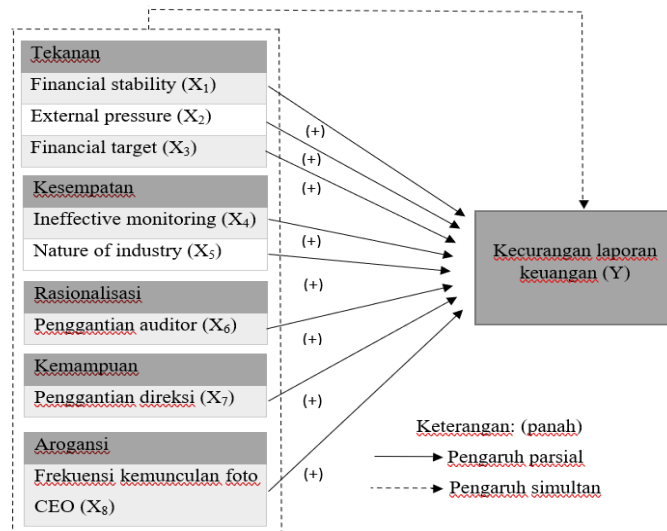 Tekanan
Financial stability (X₁)
External pressure (X₂)
Financial target (X₃)
Kesempatan
Ineffective monitoring (X₄)
Nature of industry (X₅)
Rasionalisasi
Penggantian auditor (X₆)
Kemampuan
Penggantian direksi (X₇)
Arogansi
Frekuensi kemunculan foto
CEO (X₈)
(+)
(+)
(+)
(+)
(+)
(+)
(+)
(+)
Kecurangan laporan
keuangan (Y)
Keterangan: (panah)
Pengaruh parsial
Pengaruh simultan